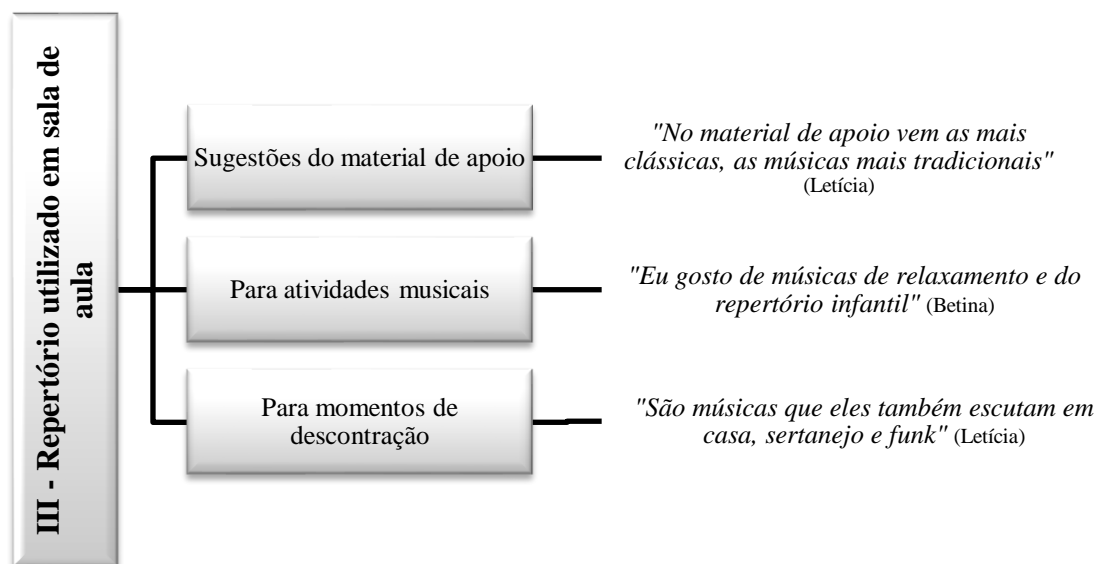 III - Repertório utilizado em sala de
aula
Sugestões do material de apoio
"No material de apoio vem as mais
clássicas, as músicas mais tradicionais"
(Letícia)
Para atividades musicais
"Eu gosto de músicas de relaxamento e do
repertório infantil" (Betina)
Para momentos de
descontração
"São músicas que eles também escutam em
casa, sertanejo e funk" (Letícia)